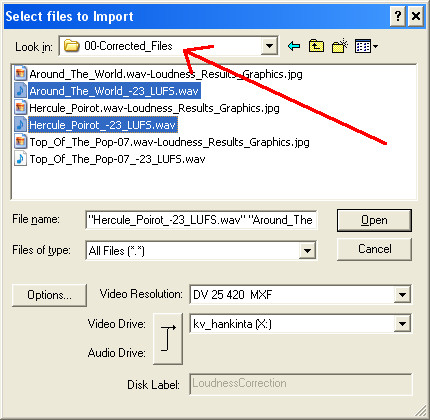 Select files to Import
Look in: 00-Corrected_Files
Around_The_World.wav-Loudness_Results_Graphics.jpg
Around_The_World_-23_LUFS.wav
Hercule_Poirot.wav-Loudness_Results_Graphics.jpg
Hercule_Poirot_-23_LUFS.wav
Top_Of_The_Pop-07.wav-Loudness_Results_Graphics.jpg
Top_Of_The_Pop-07_-23_LUFS.wav
File name: "Hercule_Poirot_-23_LUFS.wav" "Around_The Open
Files of type: All Files (*.*) Cancel
Options... Video Resolution: DV 25 420 MXF
Video Drive: kv_hankinta (X:)
Audio Drive:
Disk Label: LoudnessCorrection